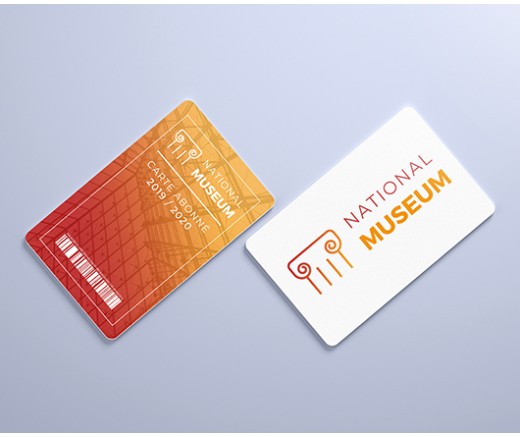 NATIONAL
MUSEUM
CARTE ABONNÉ
2019 / 2020
NATIONAL
MUSEUM